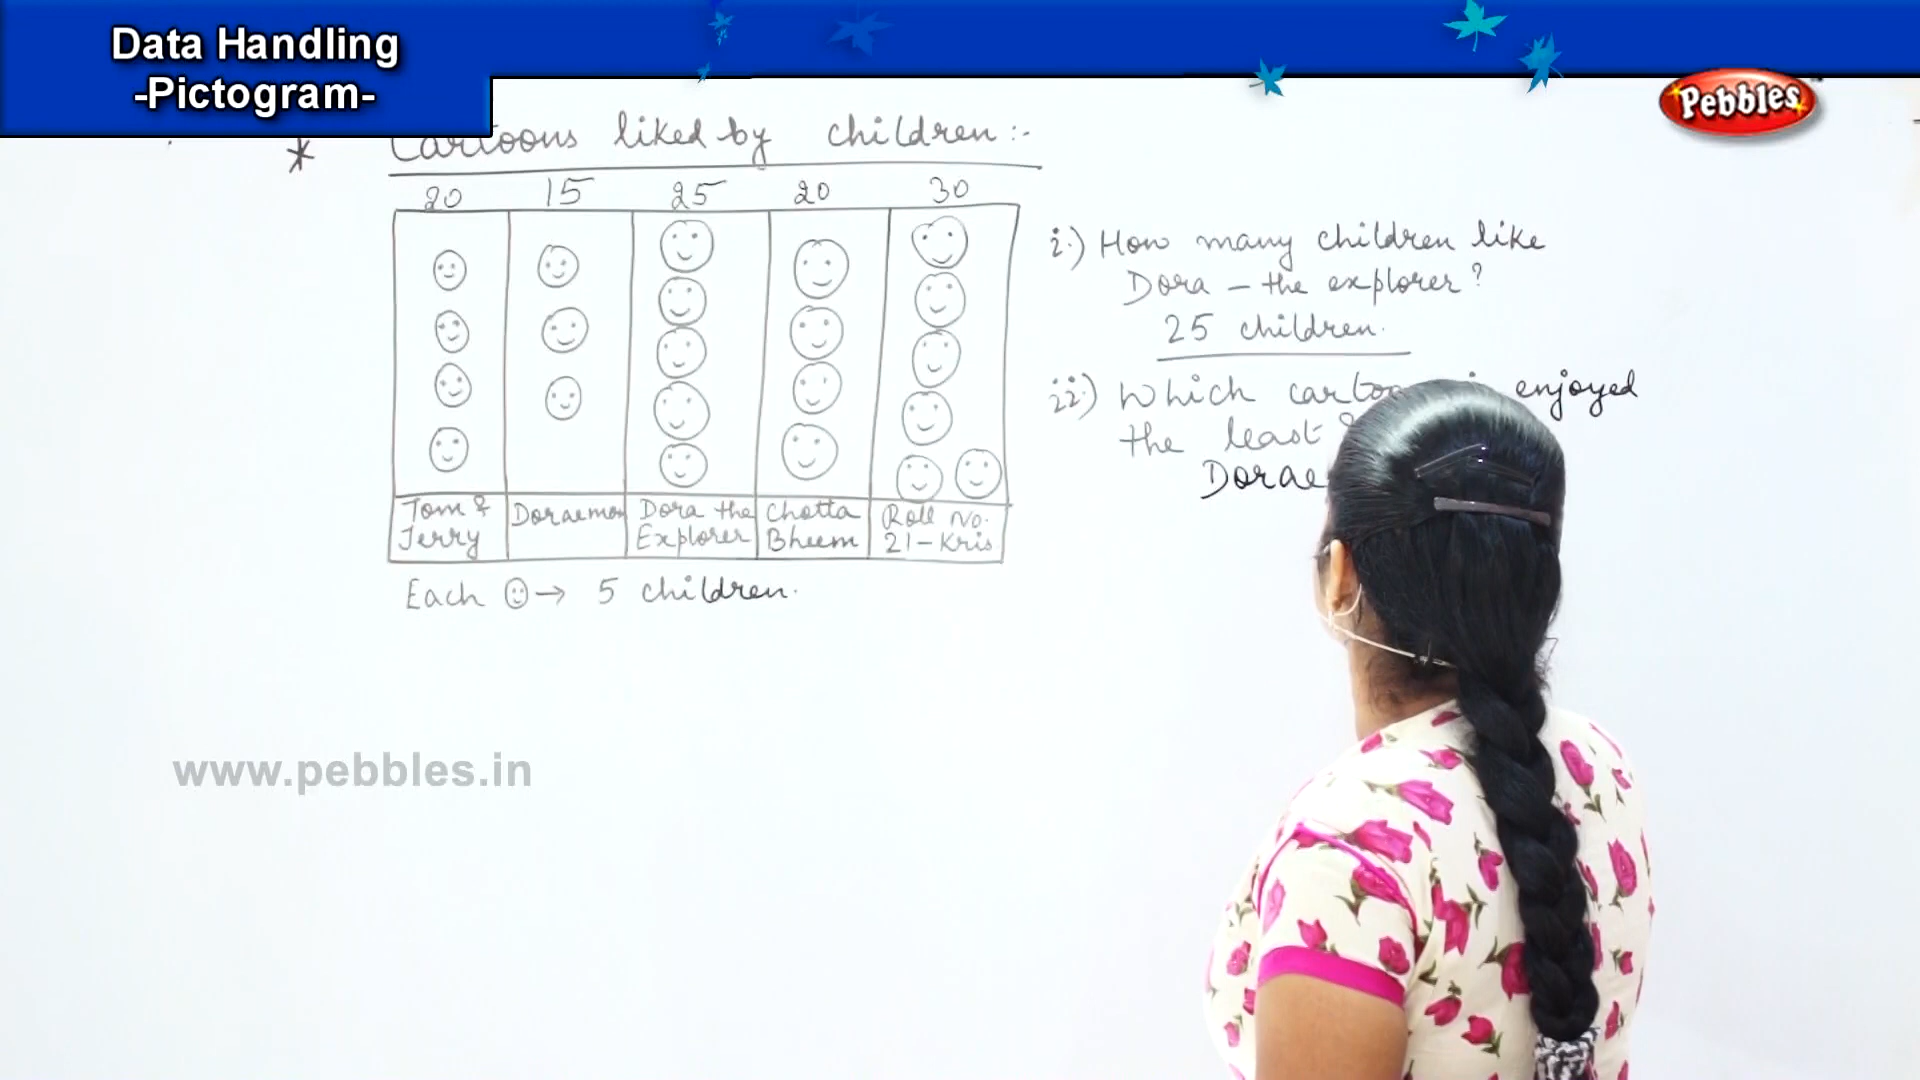 Data Handling
-Pictogram-
Pebbles
* Cartoons liked by children :-
20 15 25 20 30
Tom & Jerry
Doraemon
Dora the Explorer
Chotta Bheem
Roll No. 21 - Kris
Each → 5 children.
i.) How many children like
Dora - the explorer?
25 children.
ii.) Which enjoyed
the least
www.pebbles.in